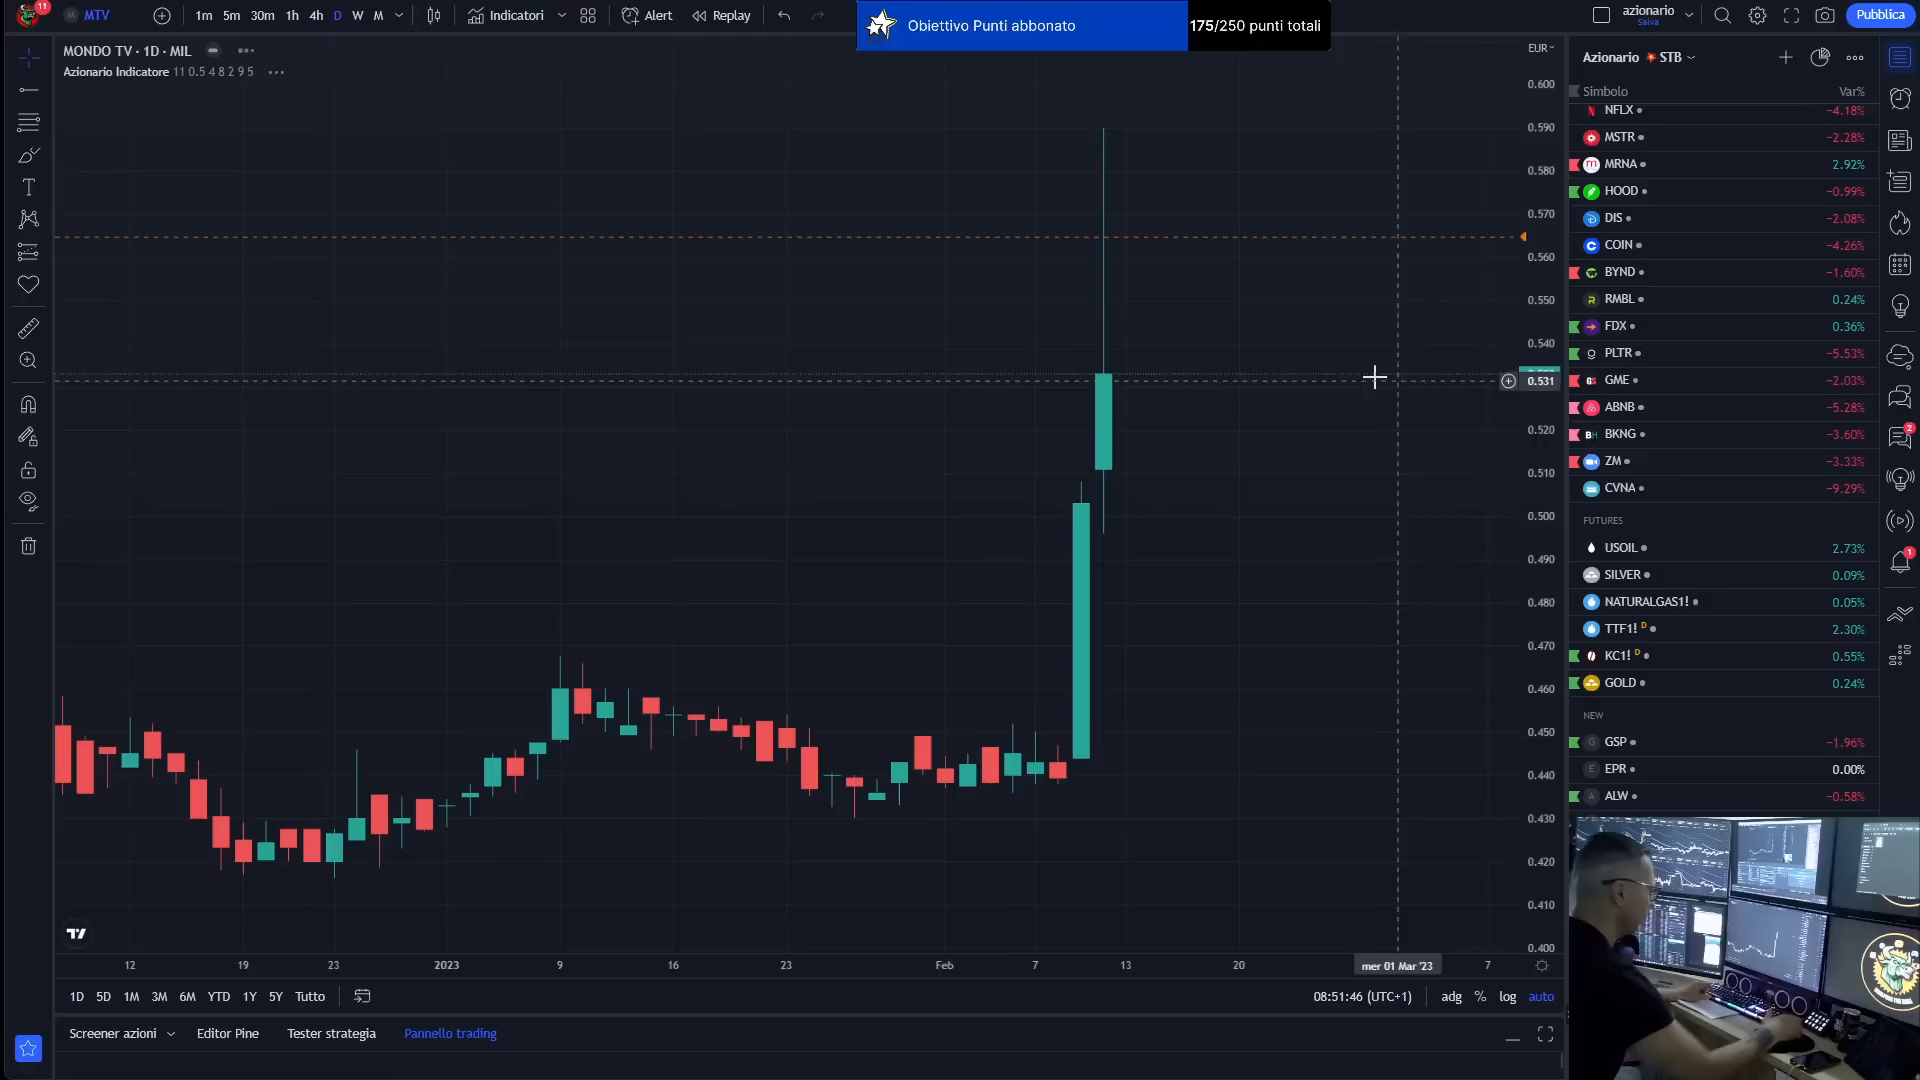 11
MTV
1m 5m 30m 1h 4h D W M
Indicatori
Alert
Replay
Obiettivo Punti abbonato
175/250 punti totali
azionario
Salva
Pubblica
MONDO TV · 1D · MIL
Azionario Indicatore 11 0.5 4 8 2 9 5
EUR
0.600
0.590
0.580
0.570
0.560
0.550
0.540
0.531
0.520
0.510
0.500
0.490
0.480
0.470
0.460
0.450
0.440
0.430
0.420
0.410
0.400
12 19 23 2023 9 16 23 Feb 7 13 20 mer 01 Mar '23 7
1D 5D 1M 3M 6M YTD 1Y 5Y Tutto
08:51:46 (UTC+1)
adg % log auto
Screener azioni Editor Pine Tester strategia Pannello trading
Azionario STB
Simbolo Var%
NFLX −4.18%
MSTR −2.28%
MRNA 2.92%
HOOD −0.99%
DIS −2.08%
COIN −4.26%
BYND −1.60%
RMBL 0.24%
FDX 0.36%
PLTR −5.53%
GME −2.03%
ABNB −5.28%
BKNG −3.60%
ZM −3.33%
CVNA −9.29%
FUTURES
USOIL 2.73%
SILVER 0.09%
NATURALGAS1! 0.05%
TTF1! D 2.30%
KC1! D 0.55%
GOLD 0.24%
NEW
G GSP −1.96%
E EPR 0.00%
A ALW −0.58%
2
1